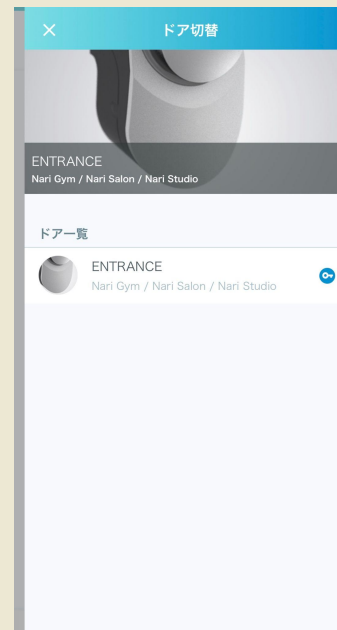 ドア切替
ENTRANCE
Nari Gym / Nari Salon / Nari Studio
ドア一覧
ENTRANCE
Nari Gym / Nari Salon / Nari Studio